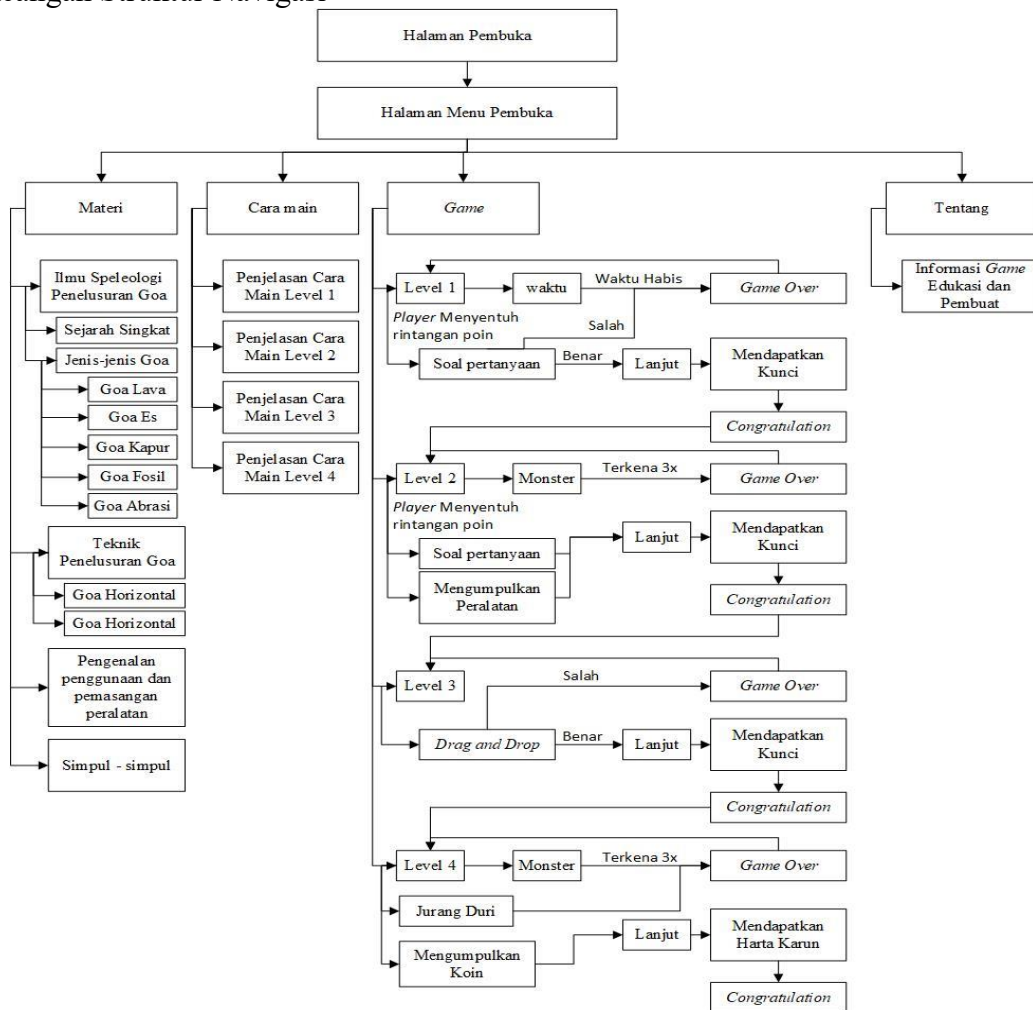 Struktur Navigasi
Halaman Pembuka
Halaman Menu Pembuka
Materi
Cara main
Game
Tentang
Ilmu Speleologi
Penelusuran Goa
Sejarah Singkat
Jenis-jenis Goa
Goa Lava
Goa Es
Goa Kapur
Goa Fosil
Goa Abrasi
Teknik
Penelusuran Goa
Goa Horizontal
Goa Horizontal
Pengenalan
penggunaan dan
pemasangan
peralatan
Simpul - simpul
Penjelasan Cara
Main Level 1
Penjelasan Cara
Main Level 2
Penjelasan Cara
Main Level 3
Penjelasan Cara
Main Level 4
Level 1
waktu
Waktu Habis
Game Over
Player Menyentuh
rintangan poin
Salah
Soal pertanyaan
Benar
Lanjut
Mendapatkan
Kunci
Congratulation
Level 2
Monster
Terkena 3x
Game Over
Player Menyentuh
rintangan poin
Soal pertanyaan
Mengumpulkan
Peralatan
Lanjut
Mendapatkan
Kunci
Congratulation
Level 3
Salah
Game Over
Drag and Drop
Benar
Lanjut
Mendapatkan
Kunci
Congratulation
Level 4
Monster
Terkena 3x
Game Over
Jurang Duri
Mengumpulkan
Koin
Lanjut
Mendapatkan
Harta Karun
Congratulation
Informasi Game
Edukasi dan
Pembuat